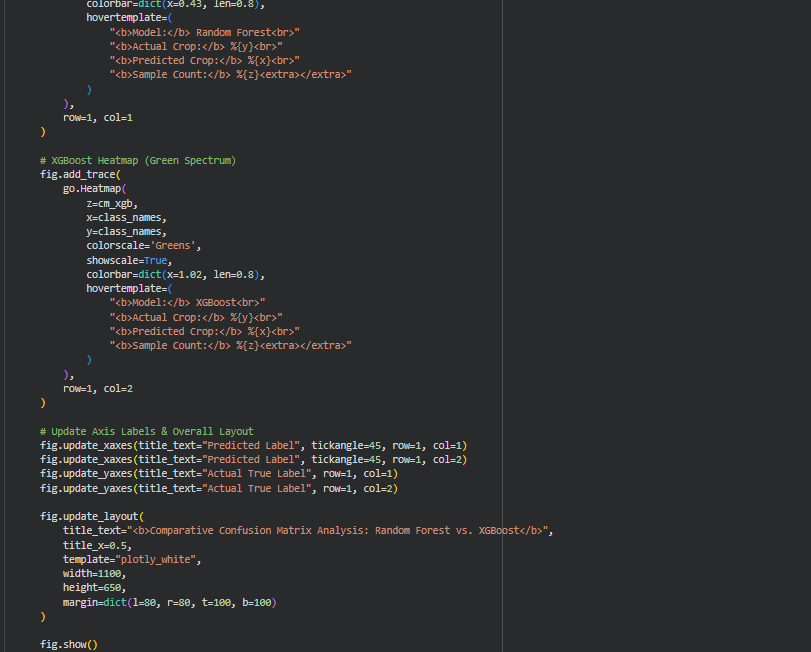 colorbar=dict(x=0.43, len=0.8),
hovertemplate=(
"<b>Model:</b> Random Forest<br>"
"<b>Actual Crop:</b> %{y}<br>"
"<b>Predicted Crop:</b> %{x}<br>"
"<b>Sample Count:</b> %{z}<extra></extra>"
)
),
row=1, col=1
)
# XGBoost Heatmap (Green Spectrum)
fig.add_trace(
go.Heatmap(
z=cm_xgb,
x=class_names,
y=class_names,
colorscale='Greens',
showscale=True,
colorbar=dict(x=1.02, len=0.8),
hovertemplate=(
"<b>Model:</b> XGBoost<br>"
"<b>Actual Crop:</b> %{y}<br>"
"<b>Predicted Crop:</b> %{x}<br>"
"<b>Sample Count:</b> %{z}<extra></extra>"
)
),
row=1, col=2
)
# Update Axis Labels & Overall Layout
fig.update_xaxes(title_text="Predicted Label", tickangle=45, row=1, col=1)
fig.update_xaxes(title_text="Predicted Label", tickangle=45, row=1, col=2)
fig.update_yaxes(title_text="Actual True Label", row=1, col=1)
fig.update_yaxes(title_text="Actual True Label", row=1, col=2)
fig.update_layout(
title_text="<b>Comparative Confusion Matrix Analysis: Random Forest vs. XGBoost</b>",
title_x=0.5,
template="plotly_white",
width=1100,
height=650,
margin=dict(l=80, r=80, t=100, b=100)
)
fig.show()